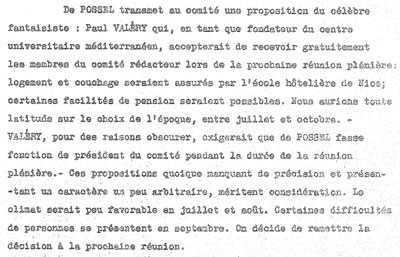 De POSSEL transmet au comité une proposition du célèbre
fantaisiste : Paul VALÉRY qui, en tant que fondateur du centre
universitaire méditerranéen, accepterait de recevoir gratuitement
les membres du comité rédacteur lors de la prochaine réunion plénière:
logement et couchage seraient assurés par l'école hôtelière de Nice;
certaines facilités de pension seraient possibles. Nous aurions toute
latitude sur le choix de l'époque, entre juillet et octobre. -
VALÉRY, pour des raisons obscures, exigerait que de POSSEL fasse
fonction de président du comité pendant la durée de la réunion
plénière.- Ces propositions quoique manquant de précision et présen-
-tant un caractère un peu arbitraire, méritent considération. Le
climat serait peu favorable en juillet et août. Certaines difficultés
de personnes se présentent en septembre. On décide de remettre la
décision à la prochaine réunion.